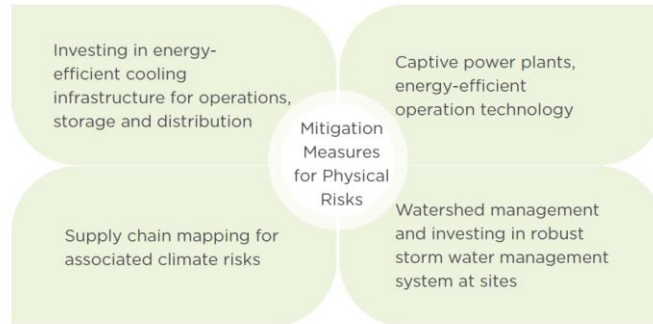 Investing in energy-
efficient cooling
infrastructure for operations,
storage and distribution
Captive power plants,
energy-efficient
operation technology
Mitigation
Measures
for Physical
Risks
Supply chain mapping for
associated climate risks
Watershed management
and investing in robust
storm water management
system at sites